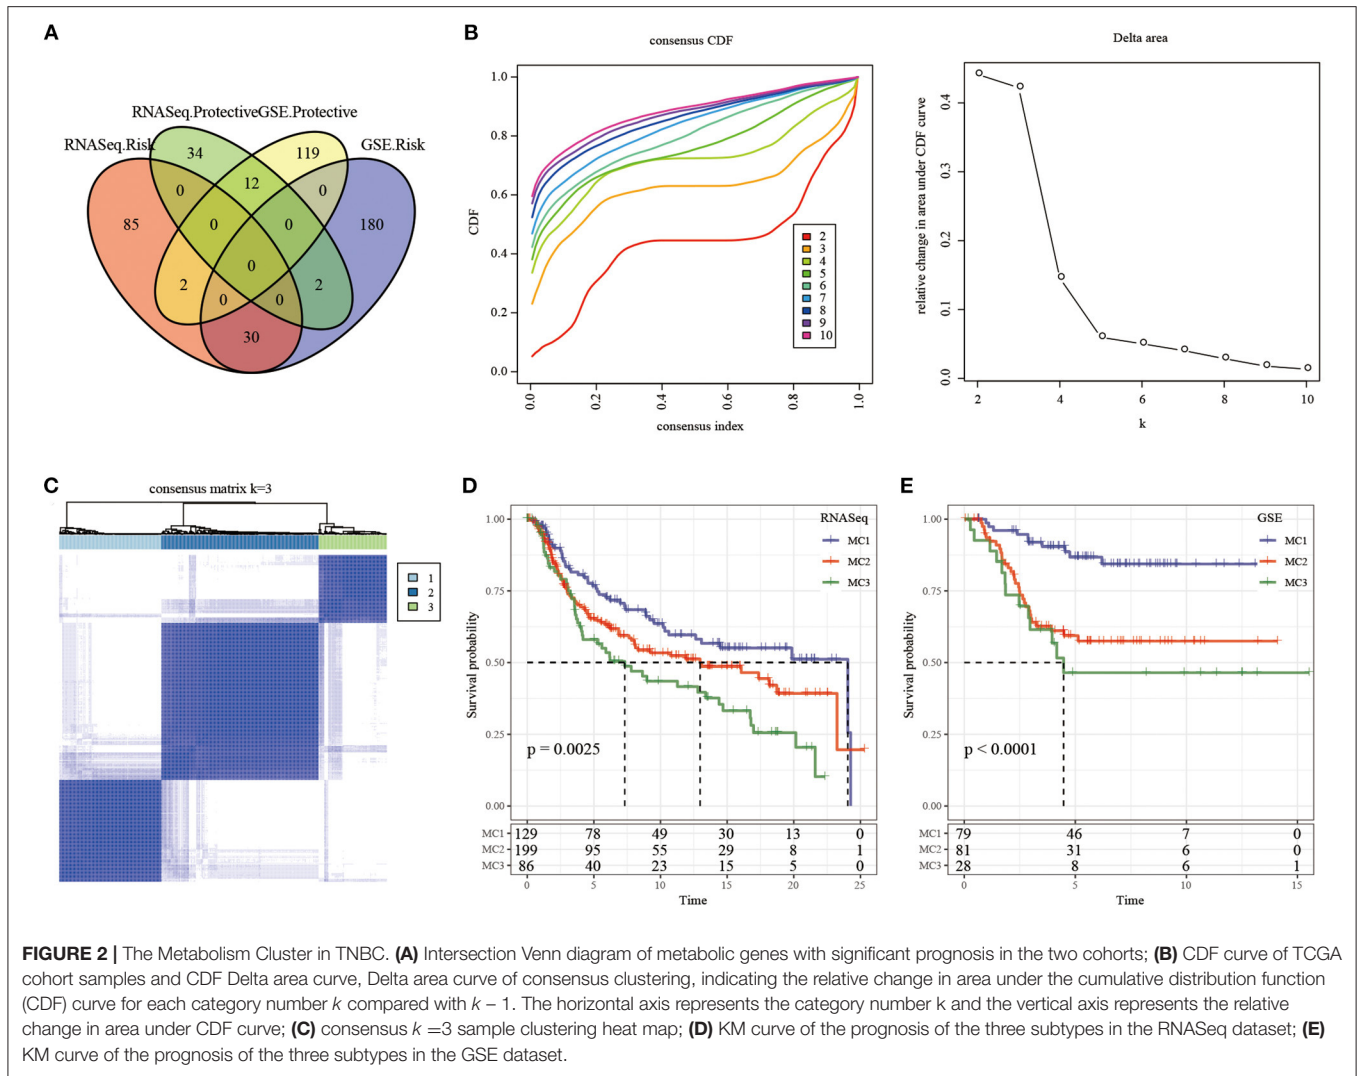 A
RNASeq.ProtectiveGSE.Protective
RNASeq.Risk
GSE.Risk
34
119
0
12
0
85
0
0
180
0
2
2
0
0
30
B
consensus CDF
CDF
1.0
0.8
0.6
0.4
0.2
0.0
2
3
4
5
6
7
8
9
10
0.0
0.2
0.4
0.6
0.8
1.0
consensus index
Delta area
relative change in area under CDF curve
0.4
0.3
0.2
0.1
0.0
2
4
6
8
10
k
C
consensus matrix k=3
1
2
3
D
RNASeq
MC1
MC2
MC3
Survival probability
1.00
0.75
0.50
0.25
0.00
p = 0.0025
MC1 129 78 49 30 13 0
MC2 199 95 55 29 8 1
MC3 86 40 23 15 5 0
0 5 10 15 20 25
Time
E
GSE
MC1
MC2
MC3
Survival probability
1.00
0.75
0.50
0.25
0.00
p < 0.0001
MC1 79 46 7 0
MC2 81 31 6 0
MC3 28 8 6 1
0 5 10 15
Time
FIGURE 2 | The Metabolism Cluster in TNBC. (A) Intersection Venn diagram of metabolic genes with significant prognosis in the two cohorts; (B) CDF curve of TCGA
cohort samples and CDF Delta area curve, Delta area curve of consensus clustering, indicating the relative change in area under the cumulative distribution function
(CDF) curve for each category number k compared with k – 1. The horizontal axis represents the category number k and the vertical axis represents the relative
change in area under CDF curve; (C) consensus k =3 sample clustering heat map; (D) KM curve of the prognosis of the three subtypes in the RNASeq dataset; (E)
KM curve of the prognosis of the three subtypes in the GSE dataset.